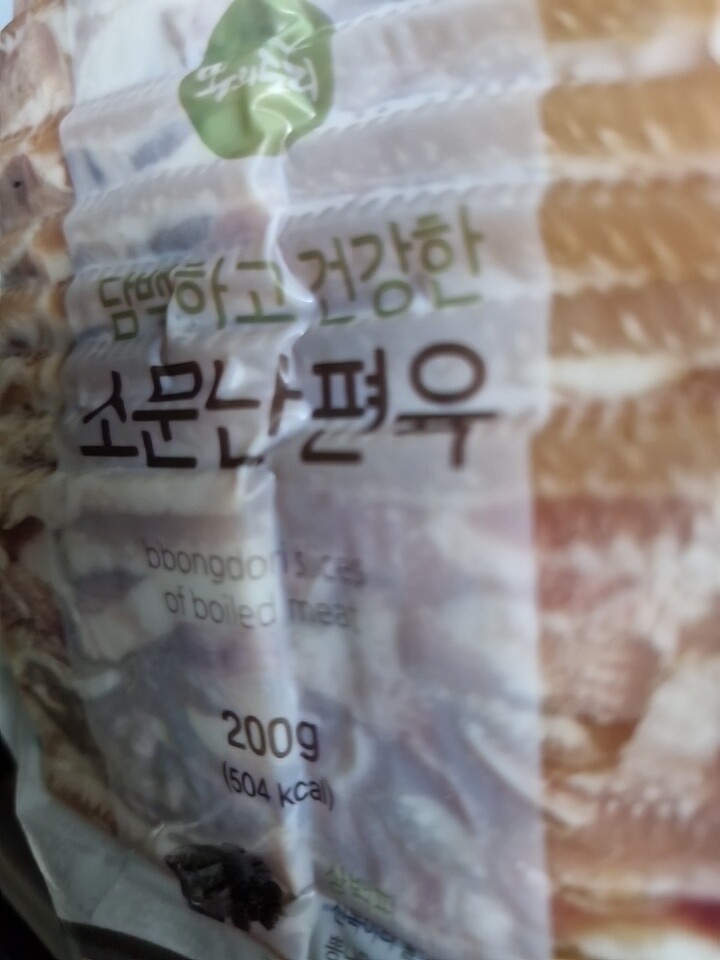 담백하고 건강한
소문난 편육
bbongdori slices
of boiled meat
200g
(504 kcal)